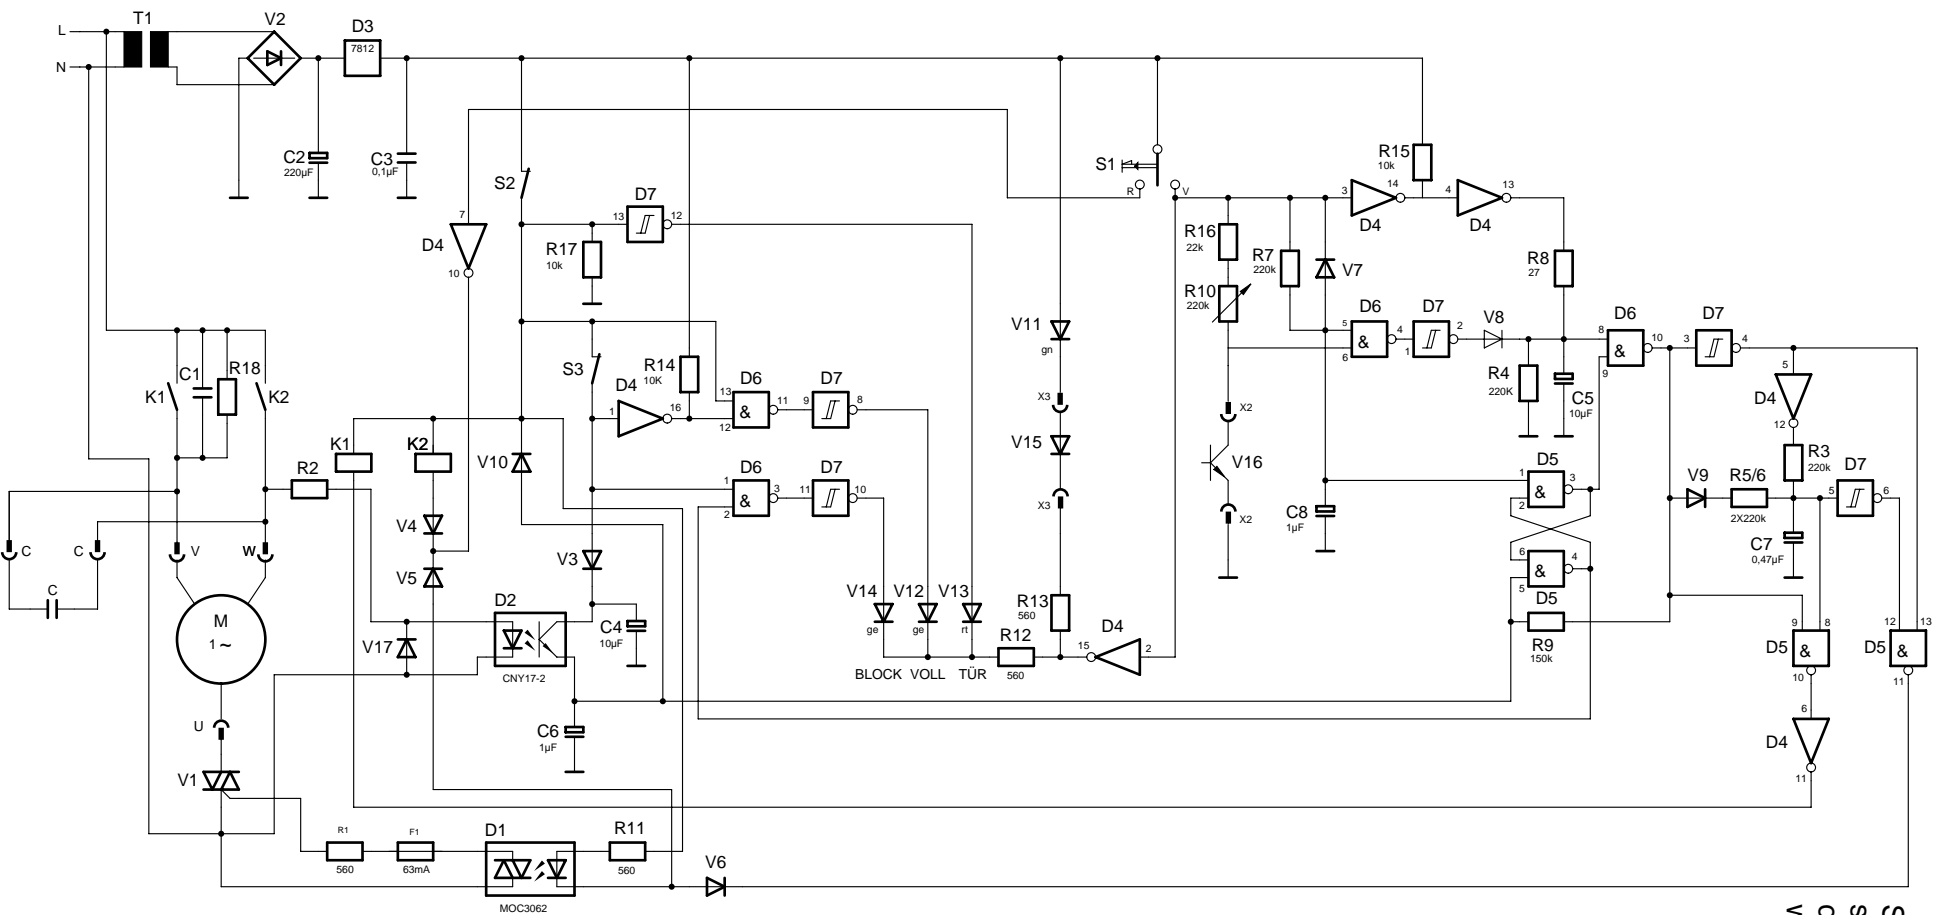 T1
V2
D3
7812
L
N
C2
220µF
C3
0,1µF
S2
7
D4
10
R17
10k
13
D7
12
S1
R
V
R15
10k
3
14
D4
4
13
D4
R16
22k
R7
220k
V7
R8
27
R10
220k
V11
gn
D6
5
&
6
4
D7
1
2
V8
D6
8
&
9
10
D7
3
4
K1
C1
R18
K2
S3
R14
10K
D4
1
16
D6
13
&
12
11
D7
9
8
X3
V15
X3
X2
V16
X2
R4
220K
C5
10µF
5
D4
12
K1
K2
R2
V10
D6
1
&
2
3
D7
11
10
C8
1µF
D5
1
&
2
3
V9
R5/6
2X220k
R3
220k
D7
5
6
C7
0,47µF
C
C
V
W
C
V4
V5
V3
6
&
5
4
D5
M
1 ~
V17
D2
CNY17-2
C4
10µF
V14
ge
V12
ge
V13
rt
BLOCK
VOLL
TÜR
R12
560
R13
560
15
D4
2
R9
150k
9
8
D5
&
10
12
13
D5
&
11
6
D4
11
U
V1
C6
1µF
R1
560
F1
63mA
D1
MOC3062
R11
560
V6